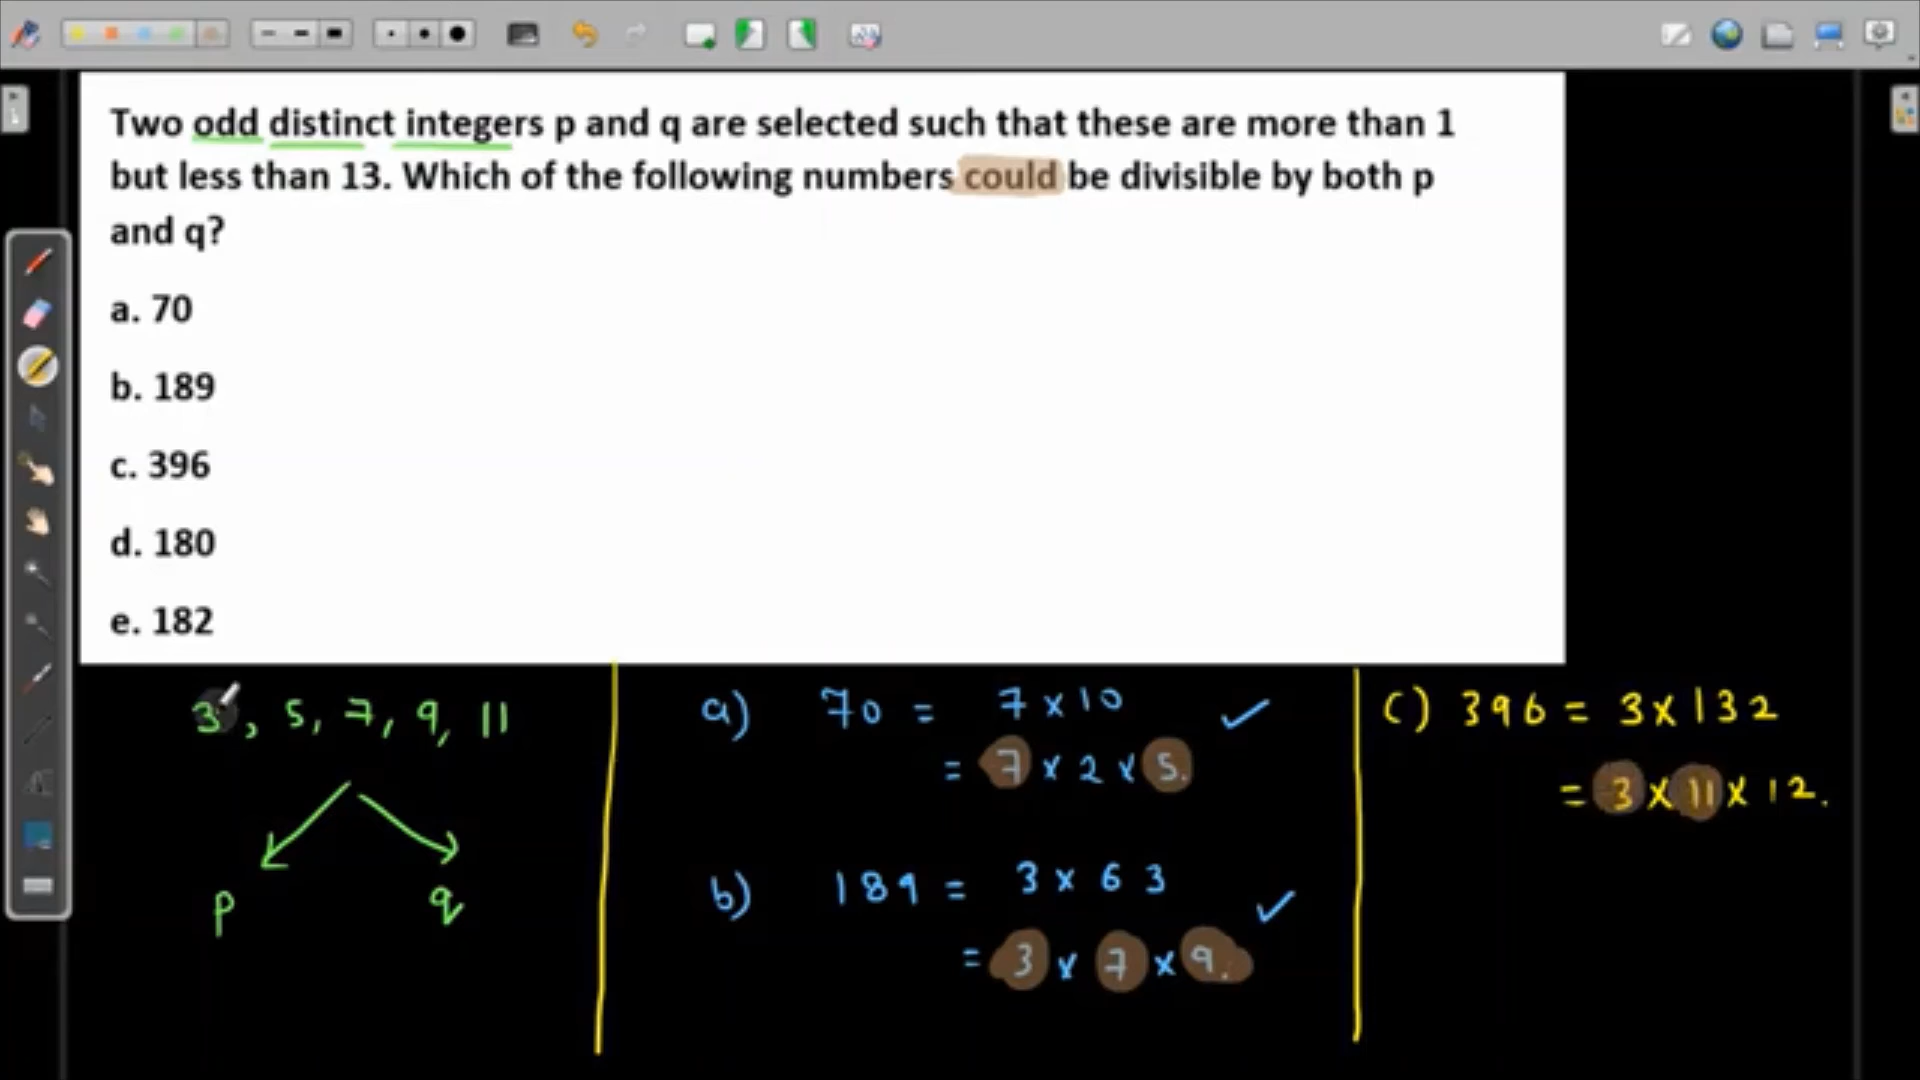 Two odd distinct integers p and q are selected such that these are more than 1
but less than 13. Which of the following numbers could be divisible by both p
and q?
a. 70
b. 189
c. 396
d. 180
e. 182
3, 5, 7, 9, 11
p q
a) 70 = 7 x 10
= 7 x 2 x 5.
b) 189 = 3 x 63
= 3 x 7 x 9.
C) 396 = 3 x 132
= 3 x 11 x 12.